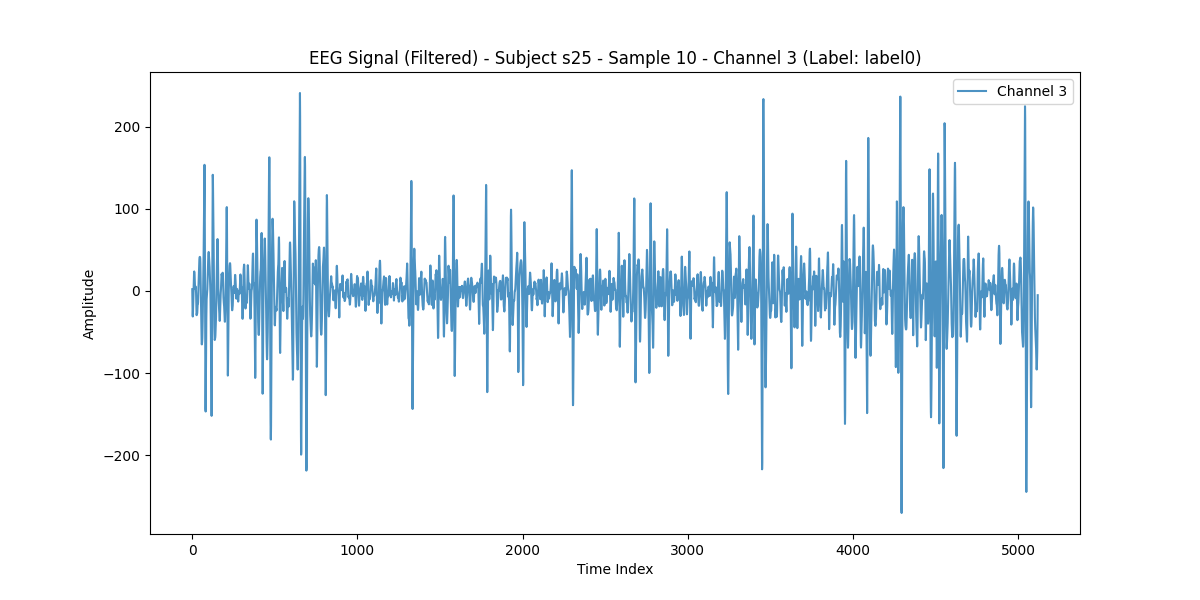 EEG Signal (Filtered) - Subject s25 - Sample 10 - Channel 3 (Label: label0)
Channel 3
Amplitude
200
100
0
−100
−200
0 1000 2000 3000 4000 5000
Time Index